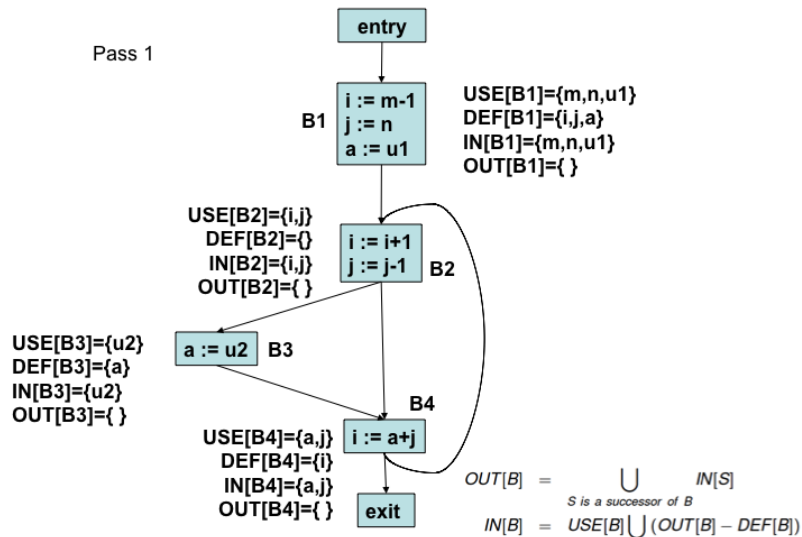 entry
Pass 1
B1
i := m-1
j := n
a := u1
USE[B1]={m,n,u1}
DEF[B1]={i,j,a}
IN[B1]={m,n,u1}
OUT[B1]={ }
USE[B2]={i,j}
DEF[B2]={}
IN[B2]={i,j}
OUT[B2]={ }
i := i+1
j := j-1
B2
USE[B3]={u2}
DEF[B3]={a}
IN[B3]={u2}
OUT[B3]={ }
a := u2
B3
B4
i := a+j
USE[B4]={a,j}
DEF[B4]={i}
IN[B4]={a,j}
OUT[B4]={ }
exit
OUT[B] = ⋃ IN[S]
S is a successor of B
IN[B] = USE[B] ⋃ (OUT[B] − DEF[B])